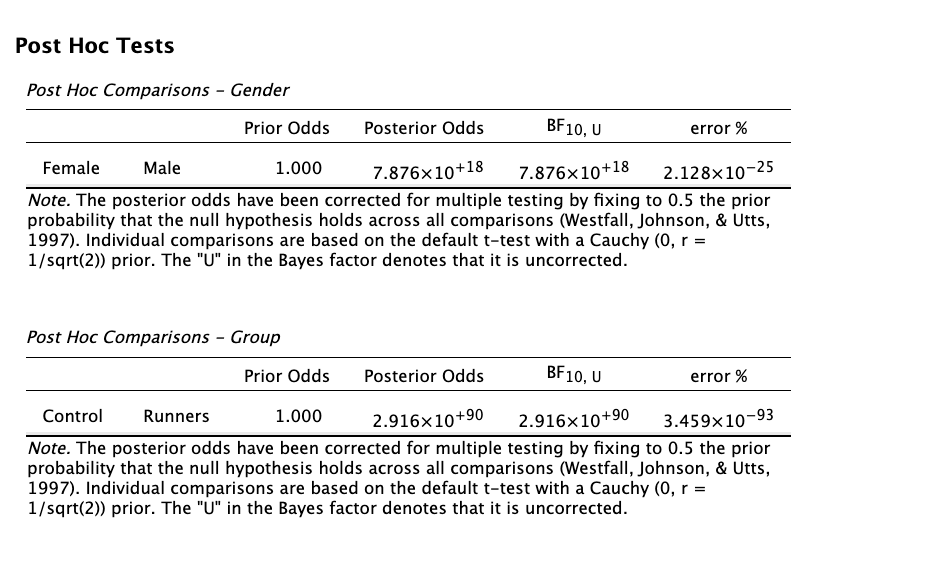 Post Hoc Tests
Post Hoc Comparisons – Gender
Prior Odds Posterior Odds BF10, U error %
Female Male 1.000 7.876×10+18 7.876×10+18 2.128×10−25
Note. The posterior odds have been corrected for multiple testing by fixing to 0.5 the prior
probability that the null hypothesis holds across all comparisons (Westfall, Johnson, & Utts,
1997). Individual comparisons are based on the default t-test with a Cauchy (0, r =
1/sqrt(2)) prior. The "U" in the Bayes factor denotes that it is uncorrected.
Post Hoc Comparisons – Group
Prior Odds Posterior Odds BF10, U error %
Control Runners 1.000 2.916×10+90 2.916×10+90 3.459×10−93
Note. The posterior odds have been corrected for multiple testing by fixing to 0.5 the prior
probability that the null hypothesis holds across all comparisons (Westfall, Johnson, & Utts,
1997). Individual comparisons are based on the default t-test with a Cauchy (0, r =
1/sqrt(2)) prior. The "U" in the Bayes factor denotes that it is uncorrected.